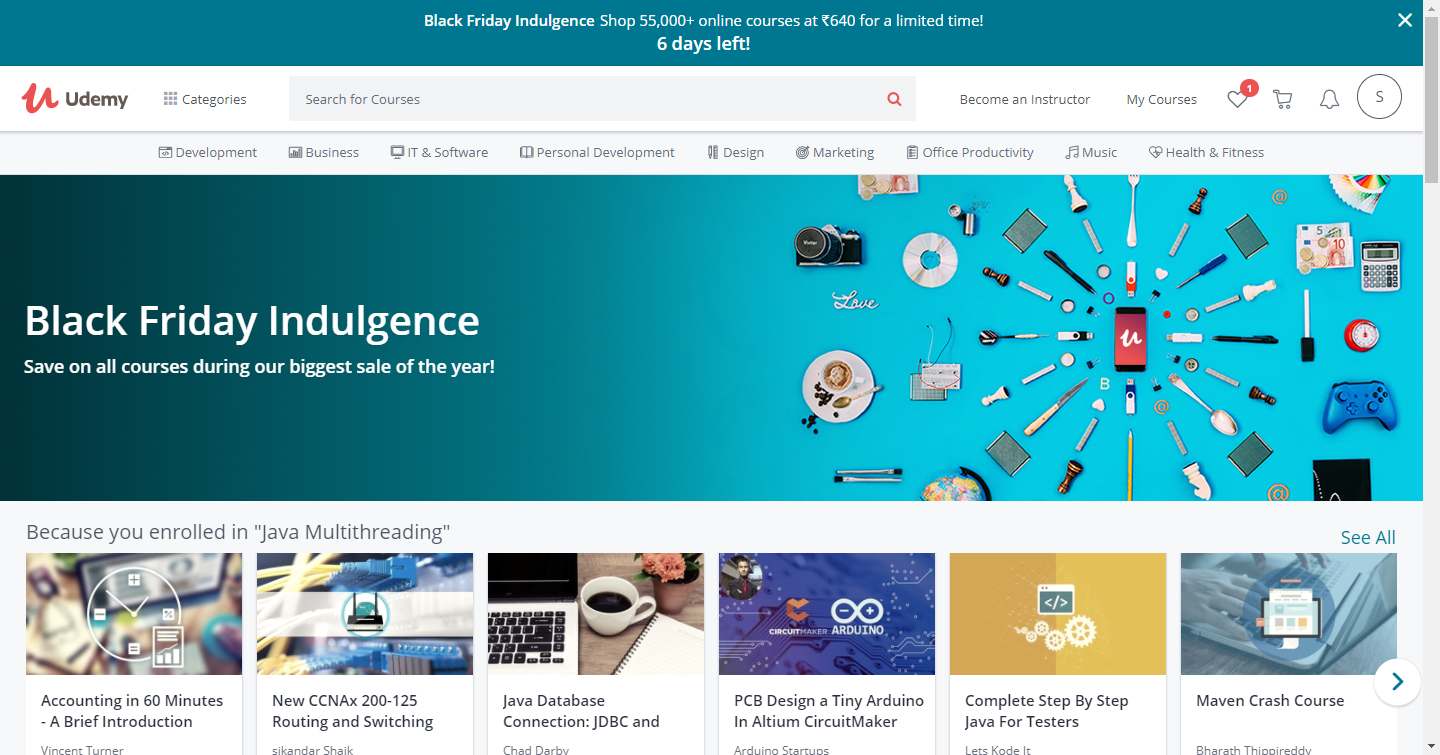 Black Friday Indulgence Shop 55,000+ online courses at ₹640 for a limited time!
6 days left!
Udemy
Categories
Search for Courses
Become an Instructor
My Courses
1
S
Development
Business
IT & Software
Personal Development
Design
Marketing
Office Productivity
Music
Health & Fitness
Black Friday Indulgence
Save on all courses during our biggest sale of the year!
Love
5
10
B
@
@
@
Because you enrolled in "Java Multithreading"
See All
CIRCUITMAKER ARDUINO
</>
Accounting in 60 Minutes
- A Brief Introduction
Vincent Turner
New CCNAx 200-125
Routing and Switching
sikandar Shaik
Java Database
Connection: JDBC and
Chad Darby
PCB Design a Tiny Arduino
In Altium CircuitMaker
Arduino Startups
Complete Step By Step
Java For Testers
Lets Kode It
Maven Crash Course
Bharath Thippireddy